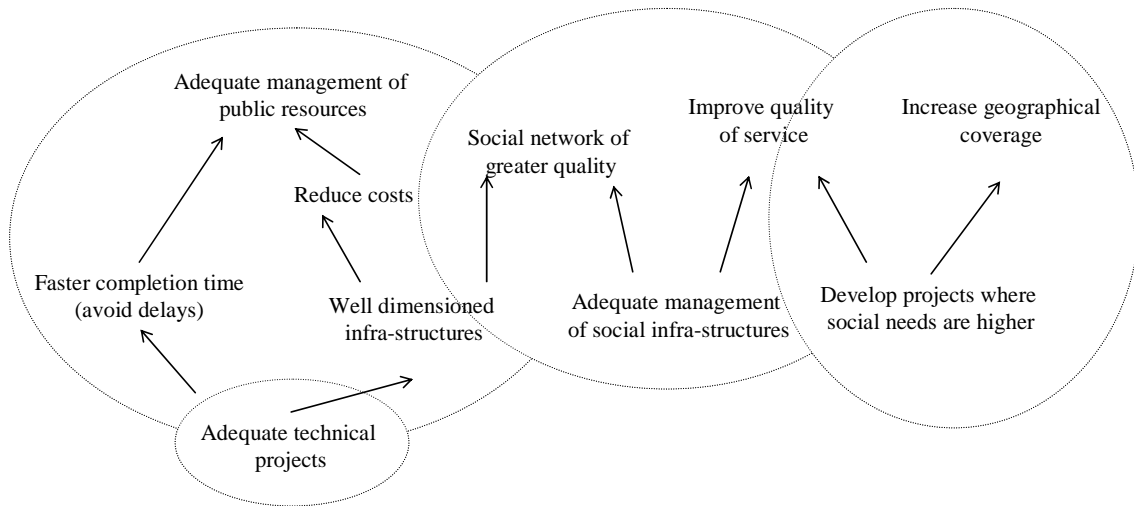 Adequate management of
public resources
Improve quality
of service
Increase geographical
coverage
Social network of
greater quality
Reduce costs
Faster completion time
(avoid delays)
Well dimensioned
infra-structures
Adequate management
of social infra-structures
Develop projects where
social needs are higher
Adequate technical
projects